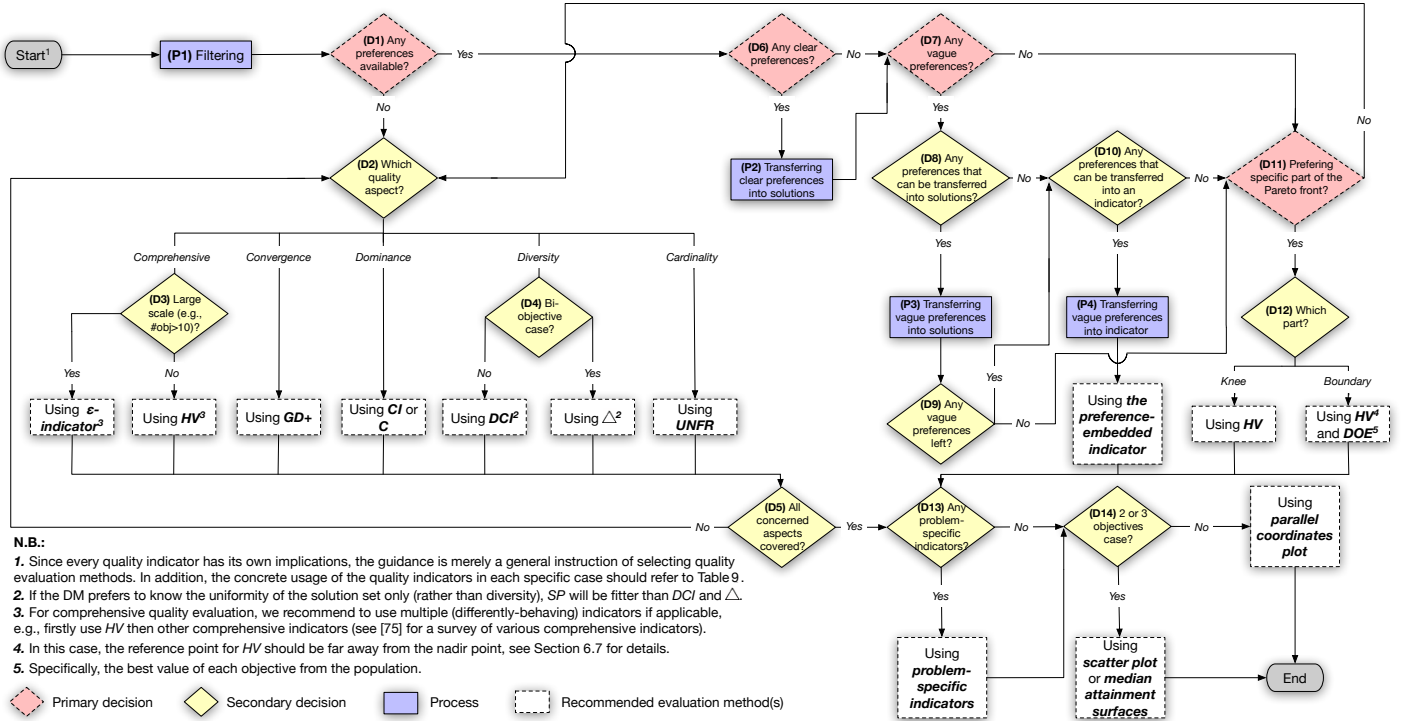 Start1
(P1) Filtering
(D1) Any
preferences
available?
Yes
(D6) Any clear
preferences?
No
(D7) Any
vague
preferences?
No
No
Yes
Yes
No
(D2) Which
quality
aspect?
(P2) Transferring
clear preferences
into solutions
(D8) Any
preferences that
can be transferred
into solutions?
No
(D10) Any
preferences that
can be transferred
into an
indicator?
No
(D11) Prefering
specific part of the
Pareto front?
Yes
Yes
Yes
Comprehensive
Convergence
Dominance
Diversity
Cardinality
(D3) Large
scale (e.g.,
#obj>10)?
(D4) Bi-
objective
case?
(P3) Transferring
vague preferences
into solutions
(P4) Transferring
vague preferences
into indicator
(D12) Which
part?
Yes
No
No
Yes
Yes
Knee
Boundary
Using ε-
indicator3
Using HV3
Using GD+
Using CI or
C
Using DCI2
Using △2
Using
UNFR
(D9) Any
vague
preferences
left?
No
Using the
preference-
embedded
indicator
Using HV
Using HV4
and DOE5
No
(D5) All
concerned
aspects
covered?
Yes
(D13) Any
problem-
specific
indicators?
No
(D14) 2 or 3
objectives
case?
No
Using
parallel
coordinates
plot
Yes
Yes
Using
problem-
specific
indicators
Using
scatter plot
or median
attainment
surfaces
End
N.B.:
1. Since every quality indicator has its own implications, the guidance is merely a general instruction of selecting quality
evaluation methods. In addition, the concrete usage of the quality indicators in each specific case should refer to Table 9.
2. If the DM prefers to know the uniformity of the solution set only (rather than diversity), SP will be fitter than DCI and △.
3. For comprehensive quality evaluation, we recommend to use multiple (differently-behaving) indicators if applicable,
e.g., firstly use HV then other comprehensive indicators (see [75] for a survey of various comprehensive indicators).
4. In this case, the reference point for HV should be far away from the nadir point, see Section 6.7 for details.
5. Specifically, the best value of each objective from the population.
Primary decision
Secondary decision
Process
Recommended evaluation method(s)